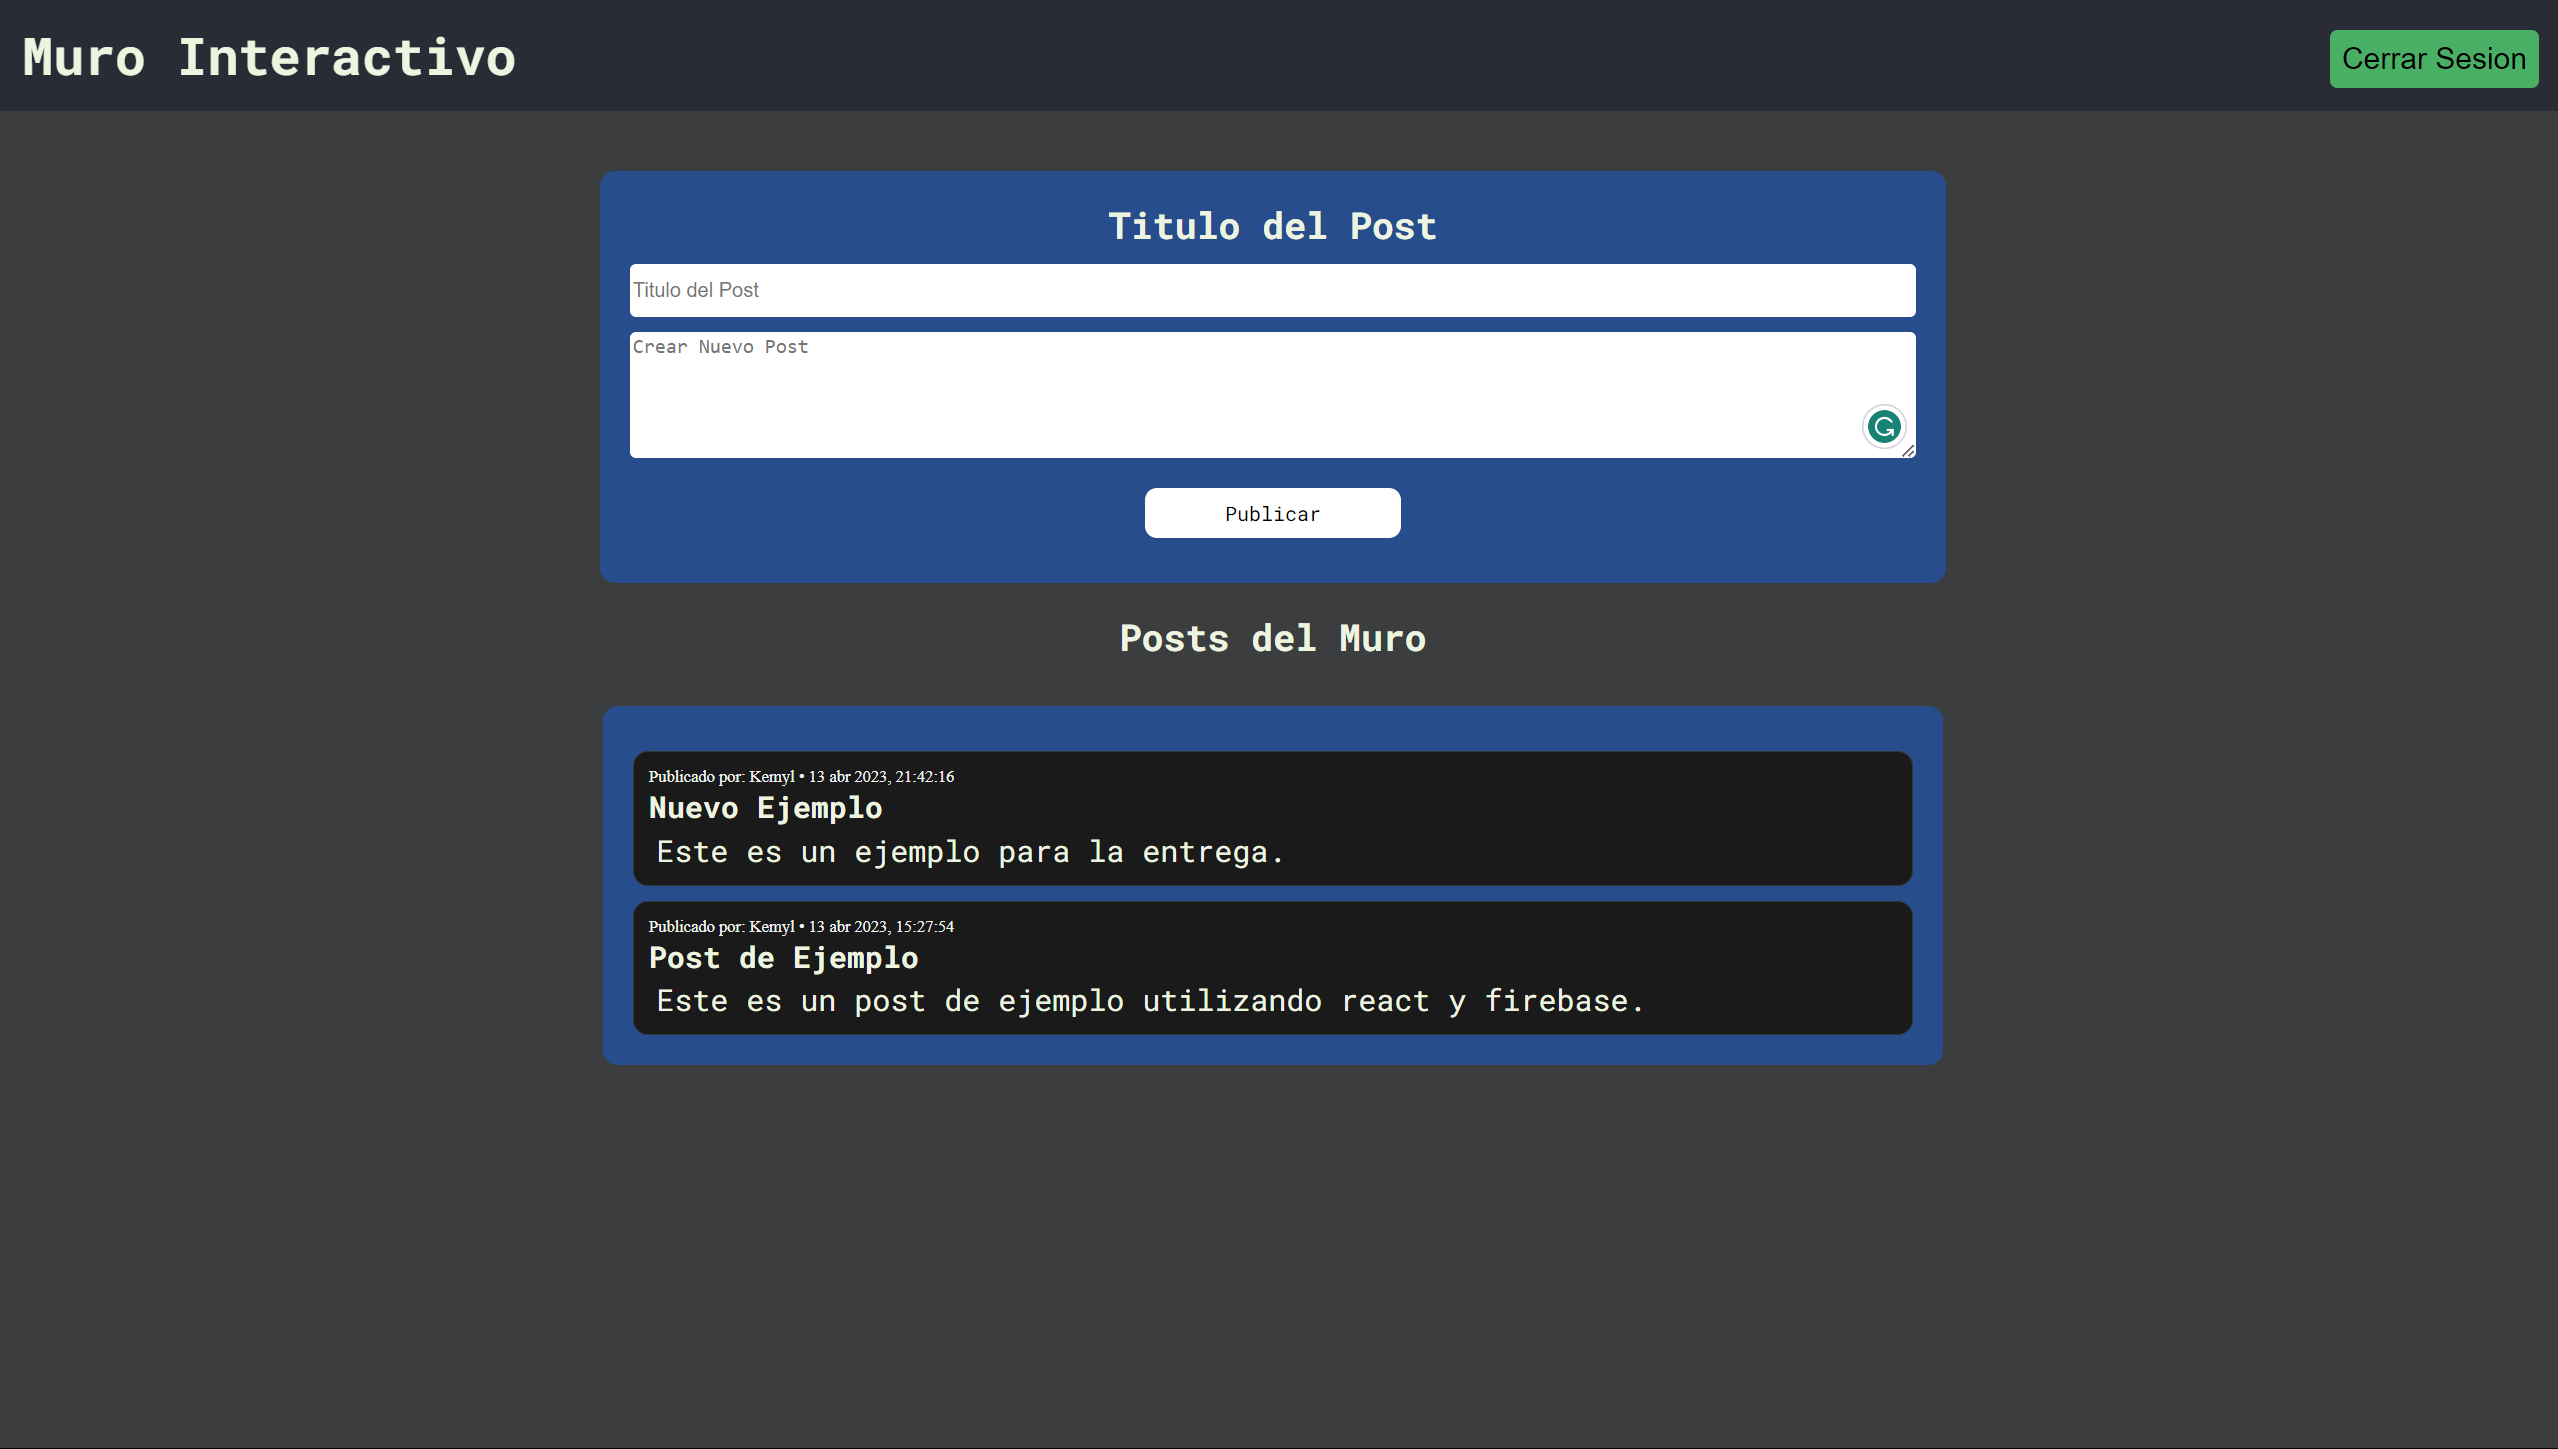 Muro Interactivo
Cerrar Sesion
Titulo del Post
Titulo del Post
Crear Nuevo Post
Publicar
Posts del Muro
Publicado por: Kemyl • 13 abr 2023, 21:42:16
Nuevo Ejemplo
Este es un ejemplo para la entrega.
Publicado por: Kemyl • 13 abr 2023, 15:27:54
Post de Ejemplo
Este es un post de ejemplo utilizando react y firebase.